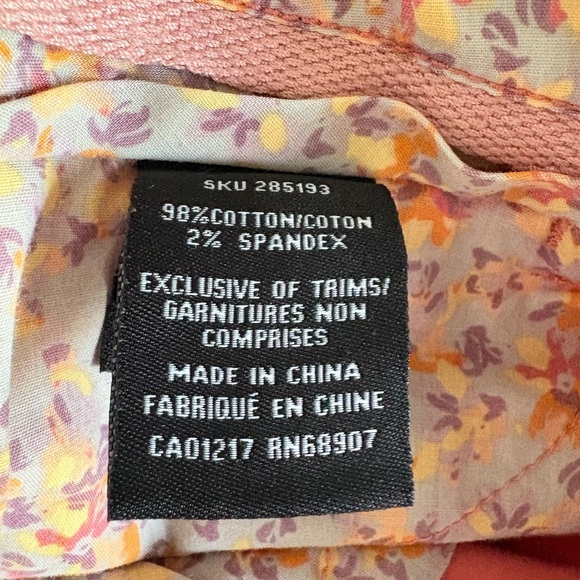 SKU 285193
98%COTTON/COTON
2% SPANDEX
EXCLUSIVE OF TRIMS/
GARNITURES NON
COMPRISES
MADE IN CHINA
FABRIQUÉ EN CHINE
CA01217 RN68907